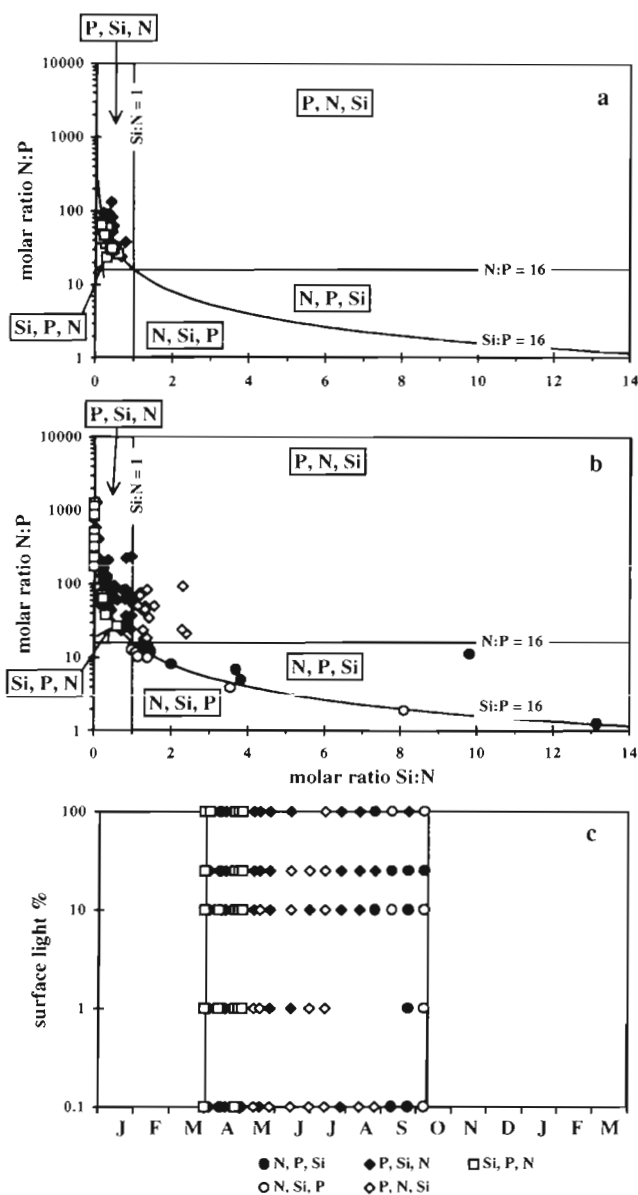 P, Si, N
10000
1000
100
10
1
molar ratio N:P
Si:N = 1
P, N, Si
a
N:P = 16
N, P, Si
Si, P, N
N, Si, P
Si:P = 16
0 2 4 6 8 10 12 14
P, Si, N
10000
1000
100
10
1
molar ratio N:P
Si:N = 1
P, N, Si
b
N:P = 16
N, P, Si
Si, P, N
N, Si, P
Si:P = 16
0 2 4 6 8 10 12 14
molar ratio Si:N
100
10
1
0.1
surface light %
c
J F M A M J J A S O N D J F M
N, P, Si P, Si, N Si, P, N
N, Si, P P, N, Si